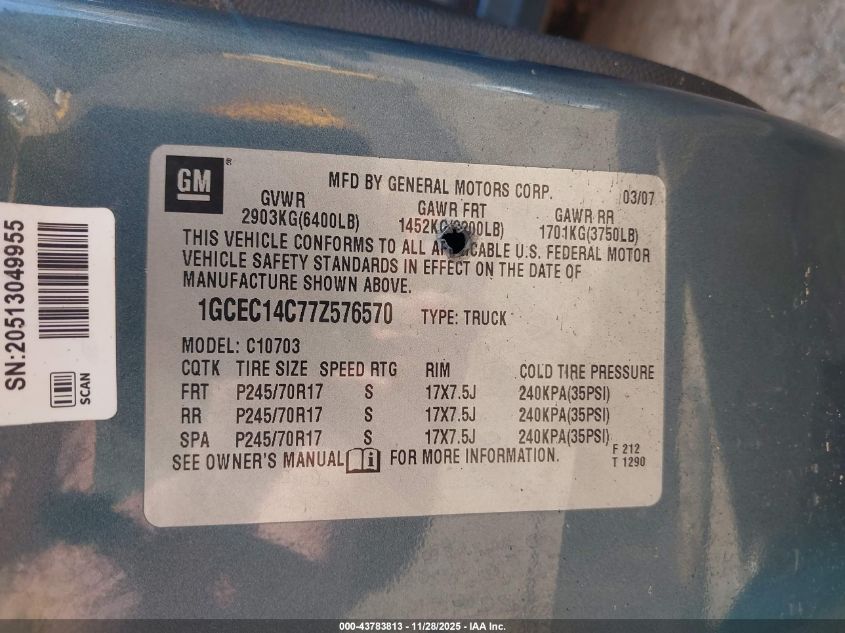 GM
®
MFD BY GENERAL MOTORS CORP. 03/07
GVWR GAWR FRT GAWR RR
2903KG(6400LB) 1452KG(3200LB) 1701KG(3750LB)
THIS VEHICLE CONFORMS TO ALL APPLICABLE U.S. FEDERAL MOTOR
VEHICLE SAFETY STANDARDS IN EFFECT ON THE DATE OF
MANUFACTURE SHOWN ABOVE.
1GCEC14C77Z576570 TYPE: TRUCK
MODEL: C10703
CQTK TIRE SIZE SPEED RTG RIM COLD TIRE PRESSURE
FRT P245/70R17 S 17X7.5J 240KPA(35PSI)
RR P245/70R17 S 17X7.5J 240KPA(35PSI)
SPA P245/70R17 S 17X7.5J 240KPA(35PSI)
SEE OWNER'S MANUAL FOR MORE INFORMATION.
F 212
T 1290
SN:20513049955
SCAN
000-43783813 - 11/28/2025 - IAA Inc.